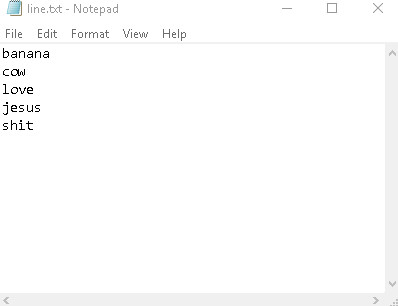 line.txt - Notepad
File Edit Format View Help
banana
cow
love
jesus
shit